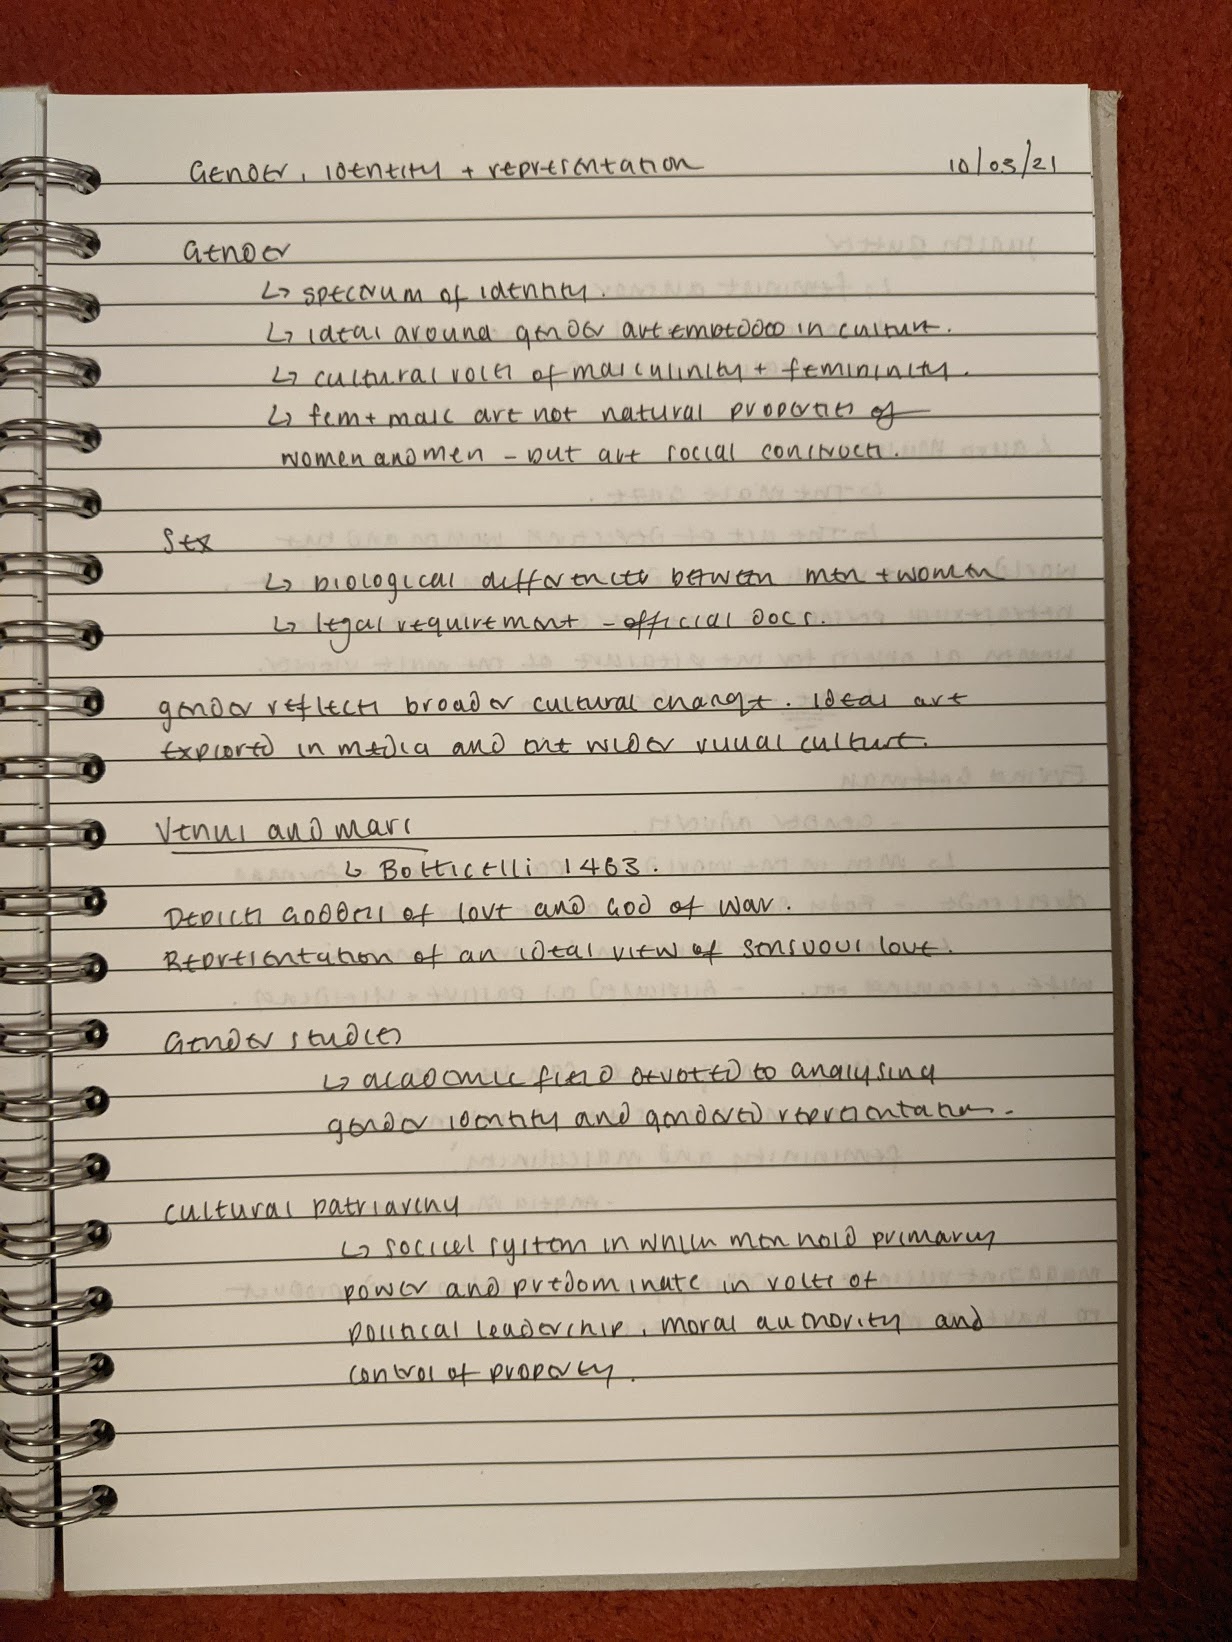 Gender, identity + representation 10/03/21
Gender
↳ spectrum of identity.
↳ ideas around gender are embedded in culture.
↳ cultural roles of masculinity + femininity.
↳ fem + masc are not natural properties of
women and men - but are social constructs.
Sex
↳ biological differences between men + women
↳ legal requirement - official docs.
gender reflects broader cultural change. Ideas are
explored in media and the wider visual culture.
Venus and mars
↳ Botticelli 1483.
Depicts Goddess of love and God of war.
Representation of an ideal view of sensuous love.
Gender studies
↳ academic field devoted to analysing
gender identity and gendered representation.
cultural patriarchy
↳ social system in which men hold primary
power and predominate in roles of
political leadership, moral authority and
control of property.